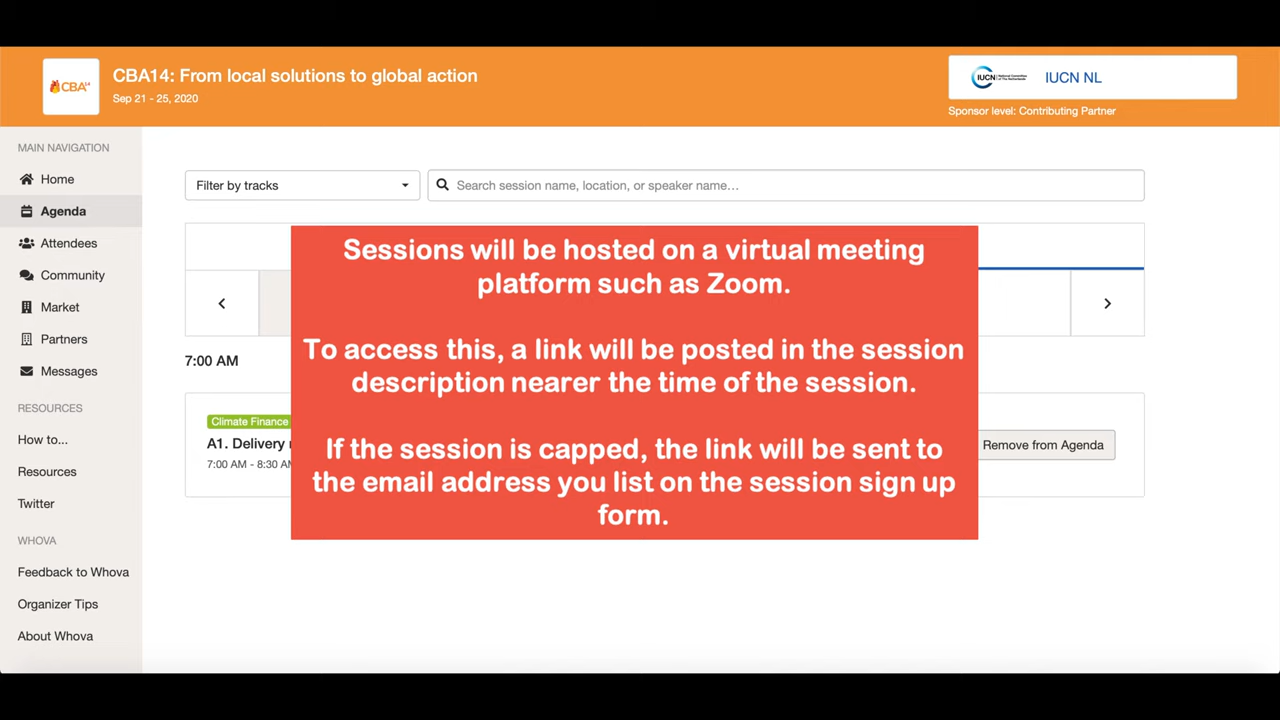 CBA14: From local solutions to global action
Sep 21 - 25, 2020
CBA14
IUCN
IUCN NL
Sponsor level: Contributing Partner
MAIN NAVIGATION
Home
Agenda
Attendees
Community
Market
Partners
Messages
RESOURCES
How to...
Resources
Twitter
WHOVA
Feedback to Whova
Organizer Tips
About Whova
Filter by tracks
Search session name, location, or speaker name...
Sessions will be hosted on a virtual meeting
platform such as Zoom.
To access this, a link will be posted in the session
description nearer the time of the session.
If the session is capped, the link will be sent to
the email address you list on the session sign up
form.
7:00 AM
Climate Finance
A1. Delivery
7:00 AM - 8:30 AM
Remove from Agenda